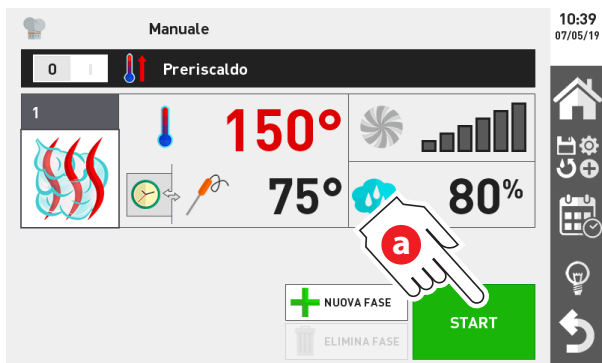 Manuale
10:39
07/05/19
0 I
Preriscaldo
1
150°
75°
80%
a
NUOVA FASE
ELIMINA FASE
START